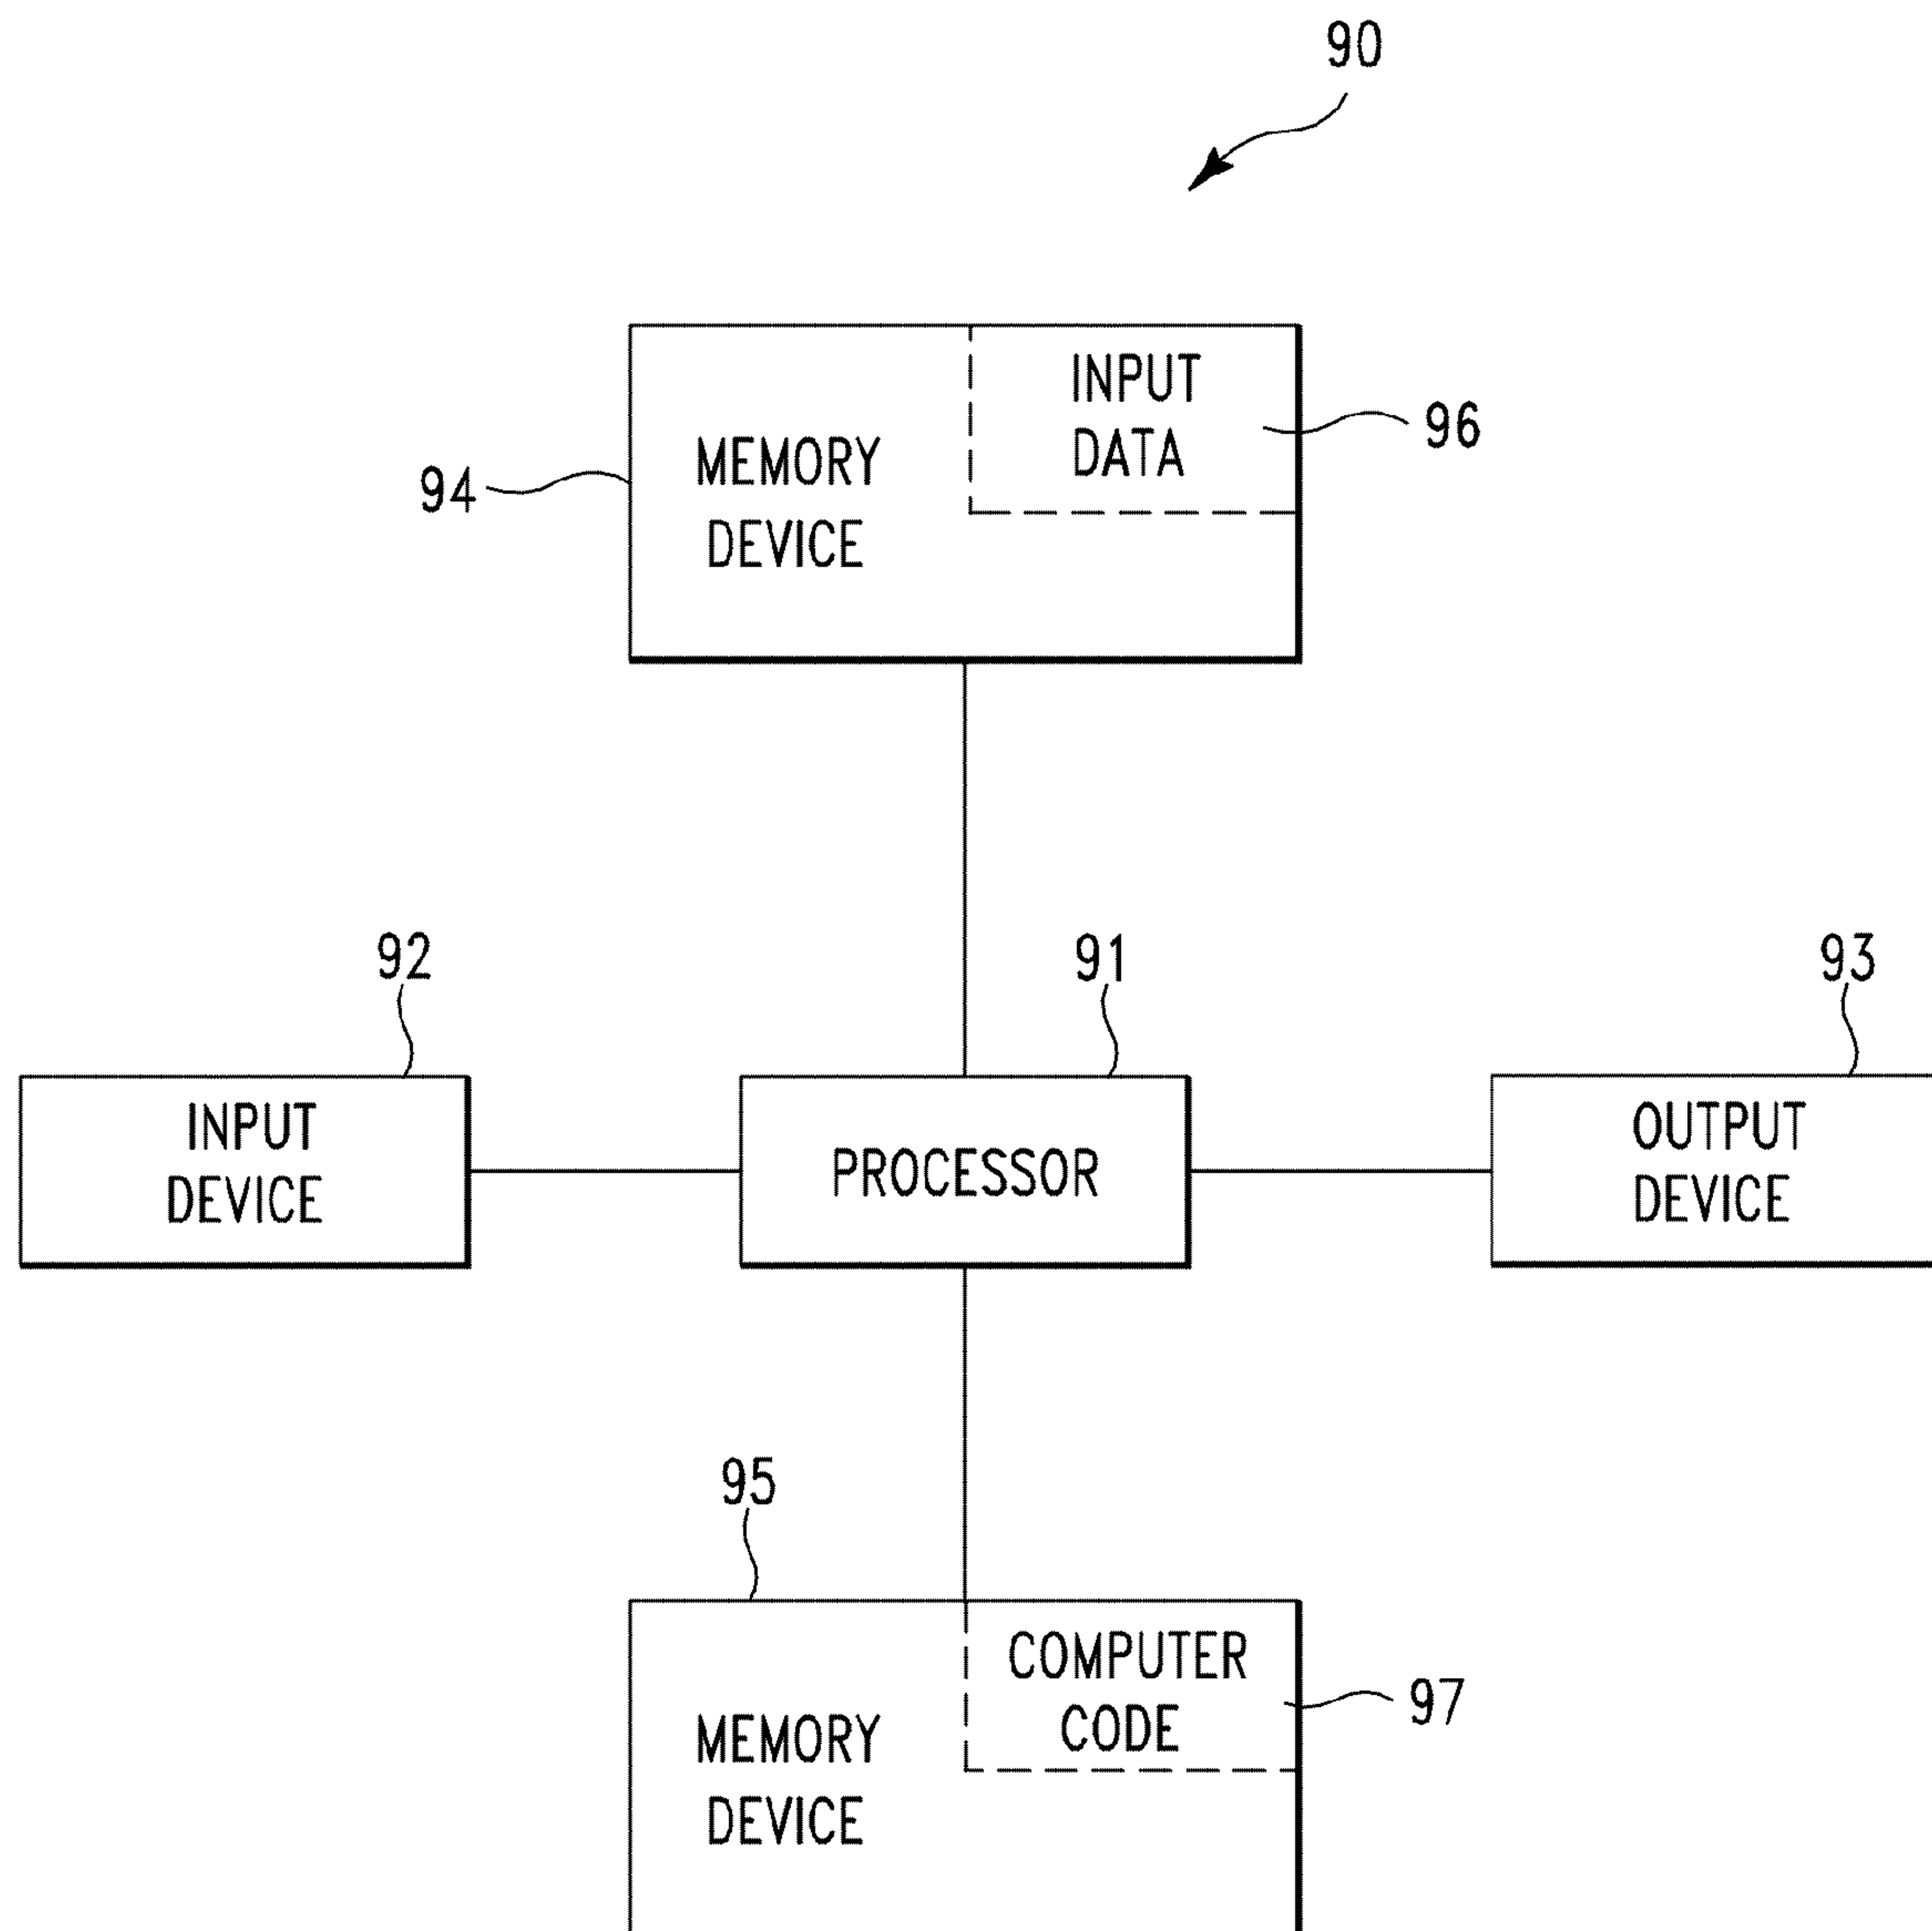 90
INPUT
DATA
96
MEMORY
DEVICE
94
92
91
93
INPUT
DEVICE
PROCESSOR
OUTPUT
DEVICE
95
COMPUTER
CODE
97
MEMORY
DEVICE